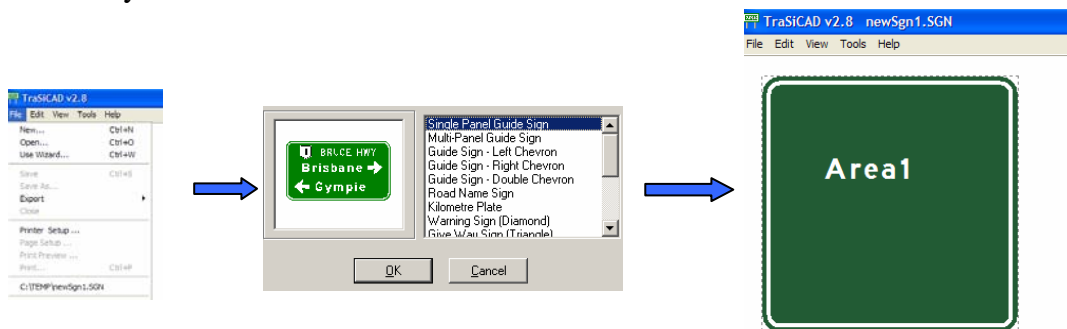 TraSiCAD v2.8
File Edit View Tools Help
New... Ctrl+N
Open... Ctrl+O
Use Wizard... Ctrl+W
Save Ctrl+S
Save As...
Export
Close
Printer Setup ...
Page Setup ...
Print Preview ...
Print... Ctrl+P
C:\TEMP\newSgn1.SGN
BRUCE HWY
Brisbane
Gympie
Single Panel Guide Sign
Multi-Panel Guide Sign
Guide Sign - Left Chevron
Guide Sign - Right Chevron
Guide Sign - Double Chevron
Road Name Sign
Kilometre Plate
Warning Sign (Diamond)
Give Way Sign (Triangle)
OK Cancel
TraSiCAD v2.8 newSgn1.SGN
File Edit View Tools Help
Area1